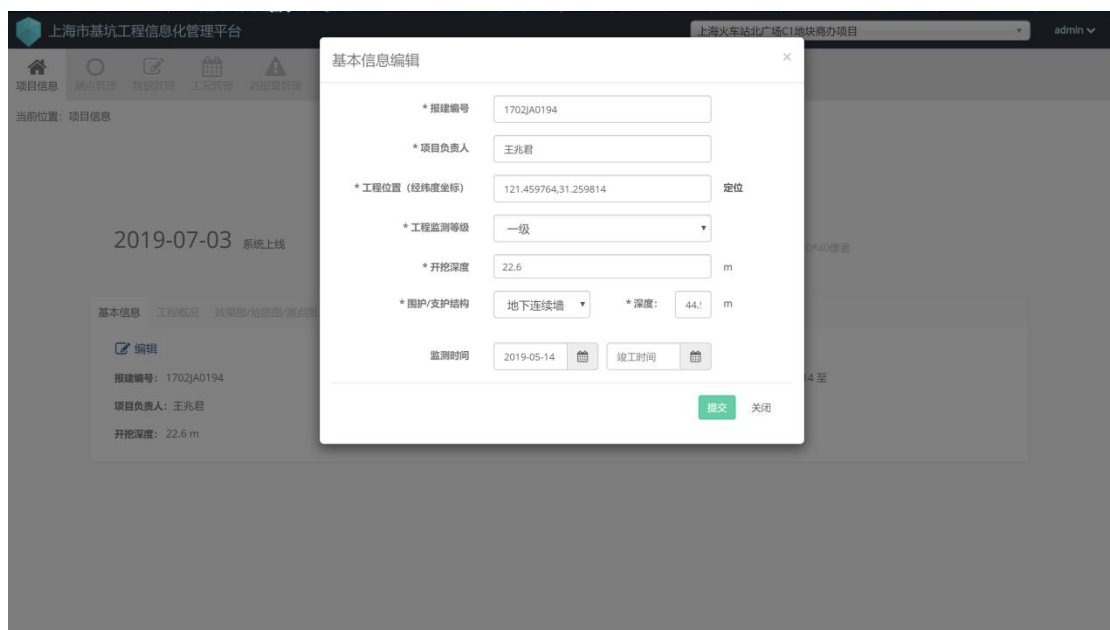 上海市基坑工程信息化管理平台
上海火车站北广场C1地块商办项目
admin
项目信息 测点管理 数据管理 工况管理 消报警管理
当前位置：项目信息
基本信息编辑
×
* 报建编号 1702JA0194
* 项目负责人 王兆君
* 工程位置（经纬度坐标） 121.459764,31.259814 定位
* 工程监测等级 一级
* 开挖深度 22.6 m
* 围护/支护结构 地下连续墙 * 深度： 44. m
监测时间 2019-05-14 竣工时间
提交 关闭
2019-07-03 系统上线
0*40像素
基本信息 工程概况 效果图/地质图/测点图
编辑
报建编号： 1702JA0194
4 至
项目负责人：王兆君
开挖深度： 22.6 m